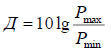 Д = 10 lg P_max / P_min